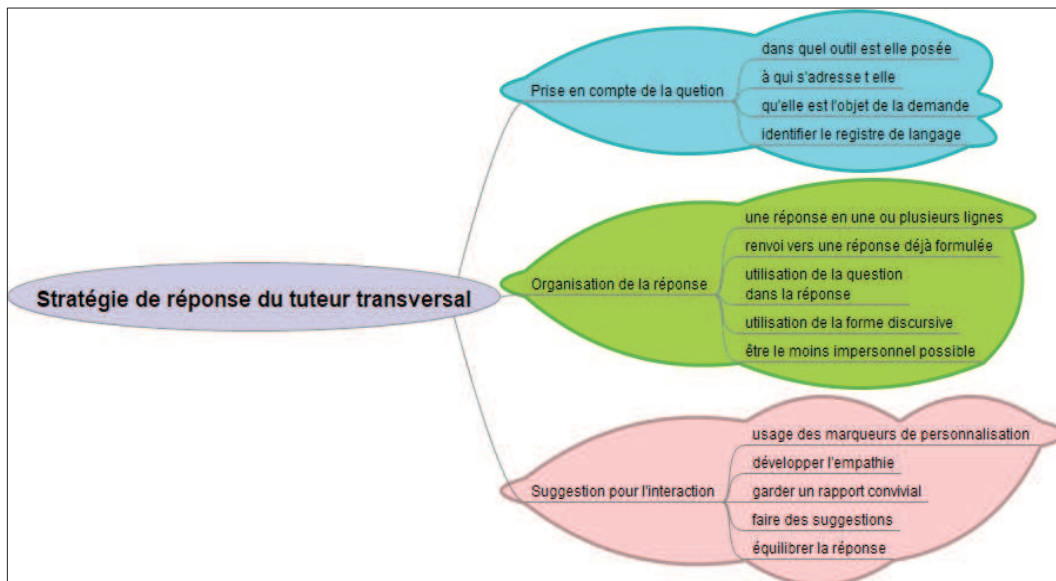 Stratégie de réponse du tuteur transversal
Prise en compte de la quetion
dans quel outil est elle posée
à qui s'adresse t elle
qu'elle est l'objet de la demande
identifier le registre de langage
Organisation de la réponse
une réponse en une ou plusieurs lignes
renvoi vers une réponse déjà formulée
utilisation de la question
dans la réponse
utilisation de la forme discursive
être le moins impersonnel possible
Suggestion pour l'interaction
usage des marqueurs de personnalisation
développer l'empathie
garder un rapport convivial
faire des suggestions
équilibrer la réponse